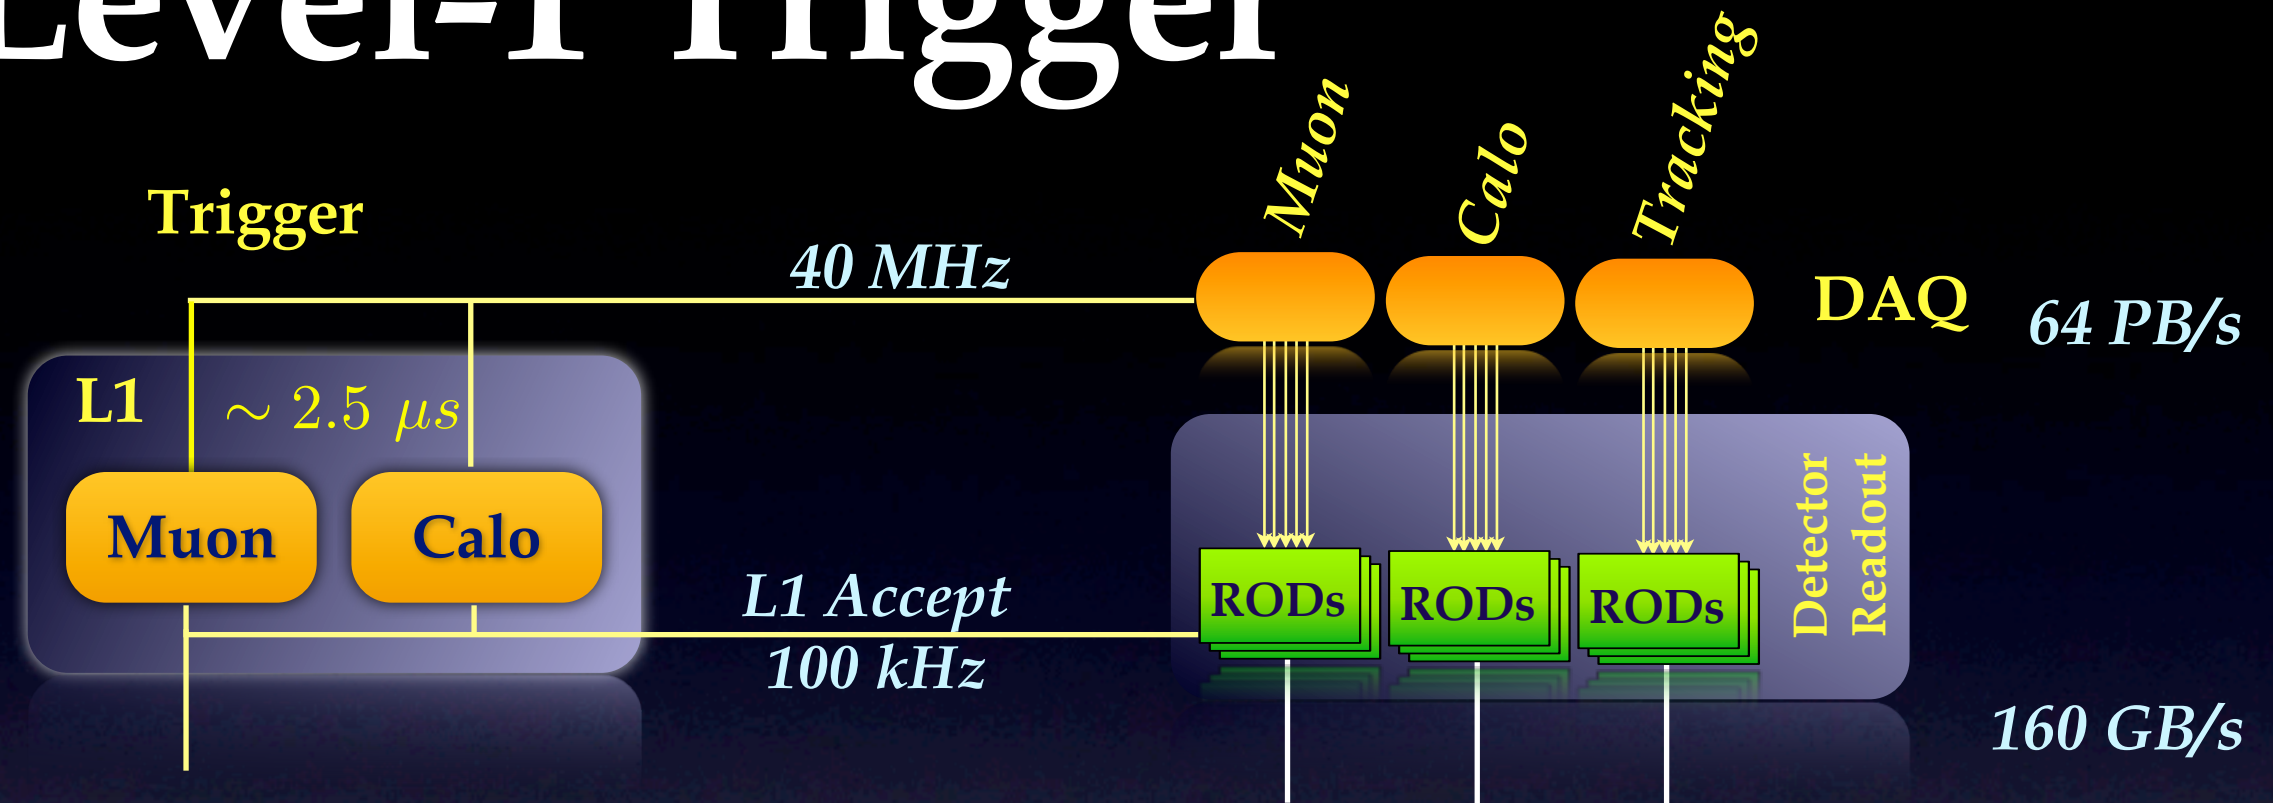 Level-1 Trigger
Muon
Calo
Tracking
Trigger
40 MHz
DAQ
64 PB/s
L1
~ 2.5 μs
Muon
Calo
L1 Accept
100 kHz
RODs
RODs
RODs
Detector
Readout
160 GB/s